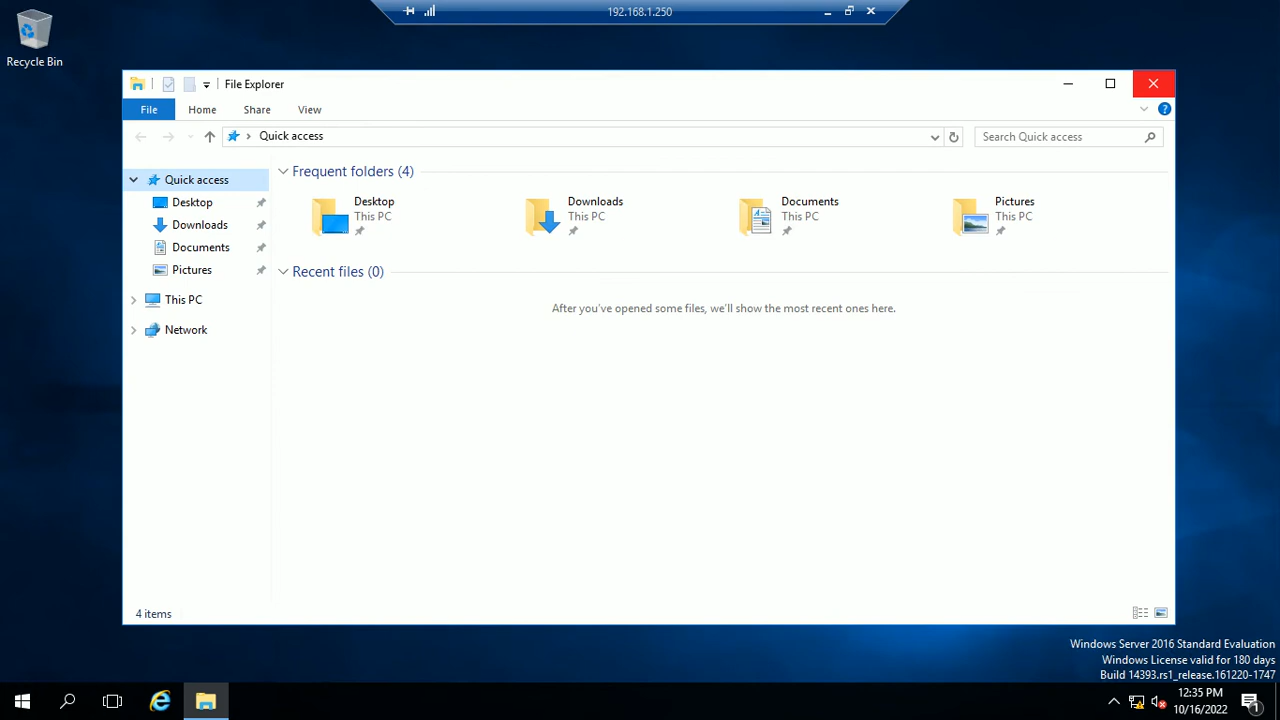 192.168.1.250
Recycle Bin
File Explorer
File
Home
Share
View
Quick access
Search Quick access
Quick access
Desktop
Downloads
Documents
Pictures
This PC
Network
Frequent folders (4)
Desktop
This PC
Downloads
This PC
Documents
This PC
Pictures
This PC
Recent files (0)
After you've opened some files, we'll show the most recent ones here.
4 items
Windows Server 2016 Standard Evaluation
Windows License valid for 180 days
Build 14393.rs1_release.161220-1747
12:35 PM
10/16/2022
1